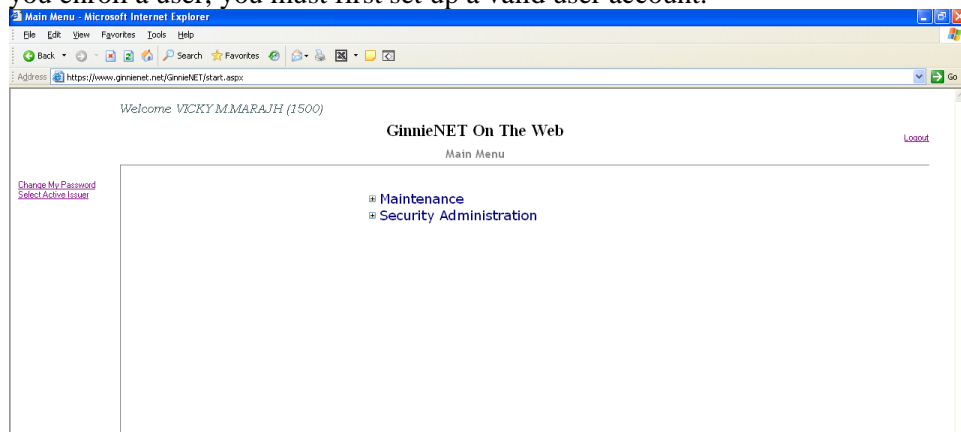 you enroll a user, you must first set up a valid user account.
Main Menu - Microsoft Internet Explorer
File Edit View Favorites Tools Help
Back Search Favorites
Address https://www.ginnienet.net/GinnieNET/start.aspx Go
Welcome VICKY M.MARAJH (1500)
GinnieNET On The Web
Logout
Main Menu
Change My Password
Select Active Issuer
Maintenance
Security Administration